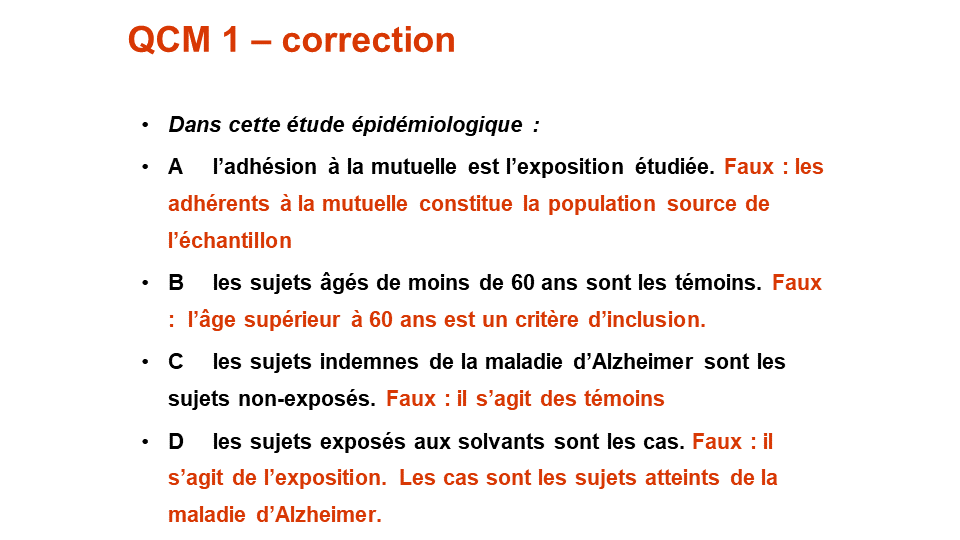 QCM 1 – correction
• Dans cette étude épidémiologique :
• A l’adhésion à la mutuelle est l’exposition étudiée. Faux : les
adhérents à la mutuelle constitue la population source de
l’échantillon
• B les sujets âgés de moins de 60 ans sont les témoins. Faux
: l’âge supérieur à 60 ans est un critère d’inclusion.
• C les sujets indemnes de la maladie d’Alzheimer sont les
sujets non-exposés. Faux : il s’agit des témoins
• D les sujets exposés aux solvants sont les cas. Faux : il
s’agit de l’exposition. Les cas sont les sujets atteints de la
maladie d’Alzheimer.